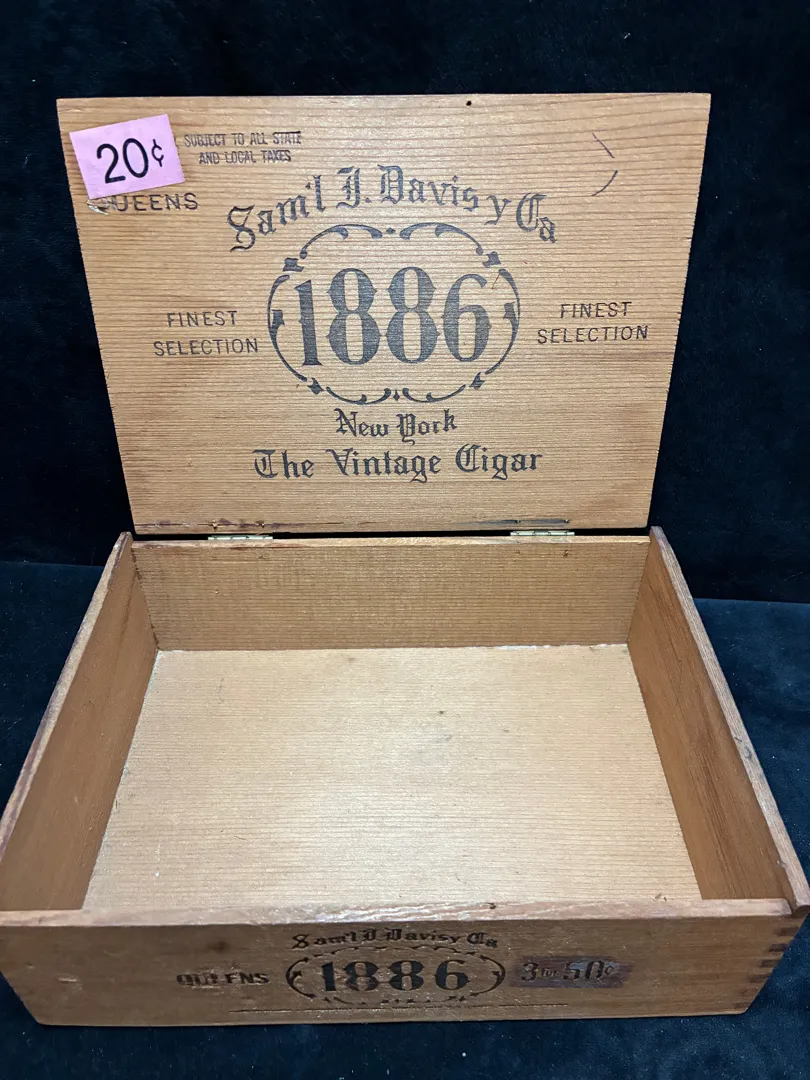 20¢
SUBJECT TO ALL STATE
AND LOCAL TAXES
QUEENS
Sam'l I. Davis y Ca
1886
FINEST
SELECTION
FINEST
SELECTION
New York
The Vintage Cigar
Sam'l I. Davis y Ca
QUEENS
1886
3 for 50¢